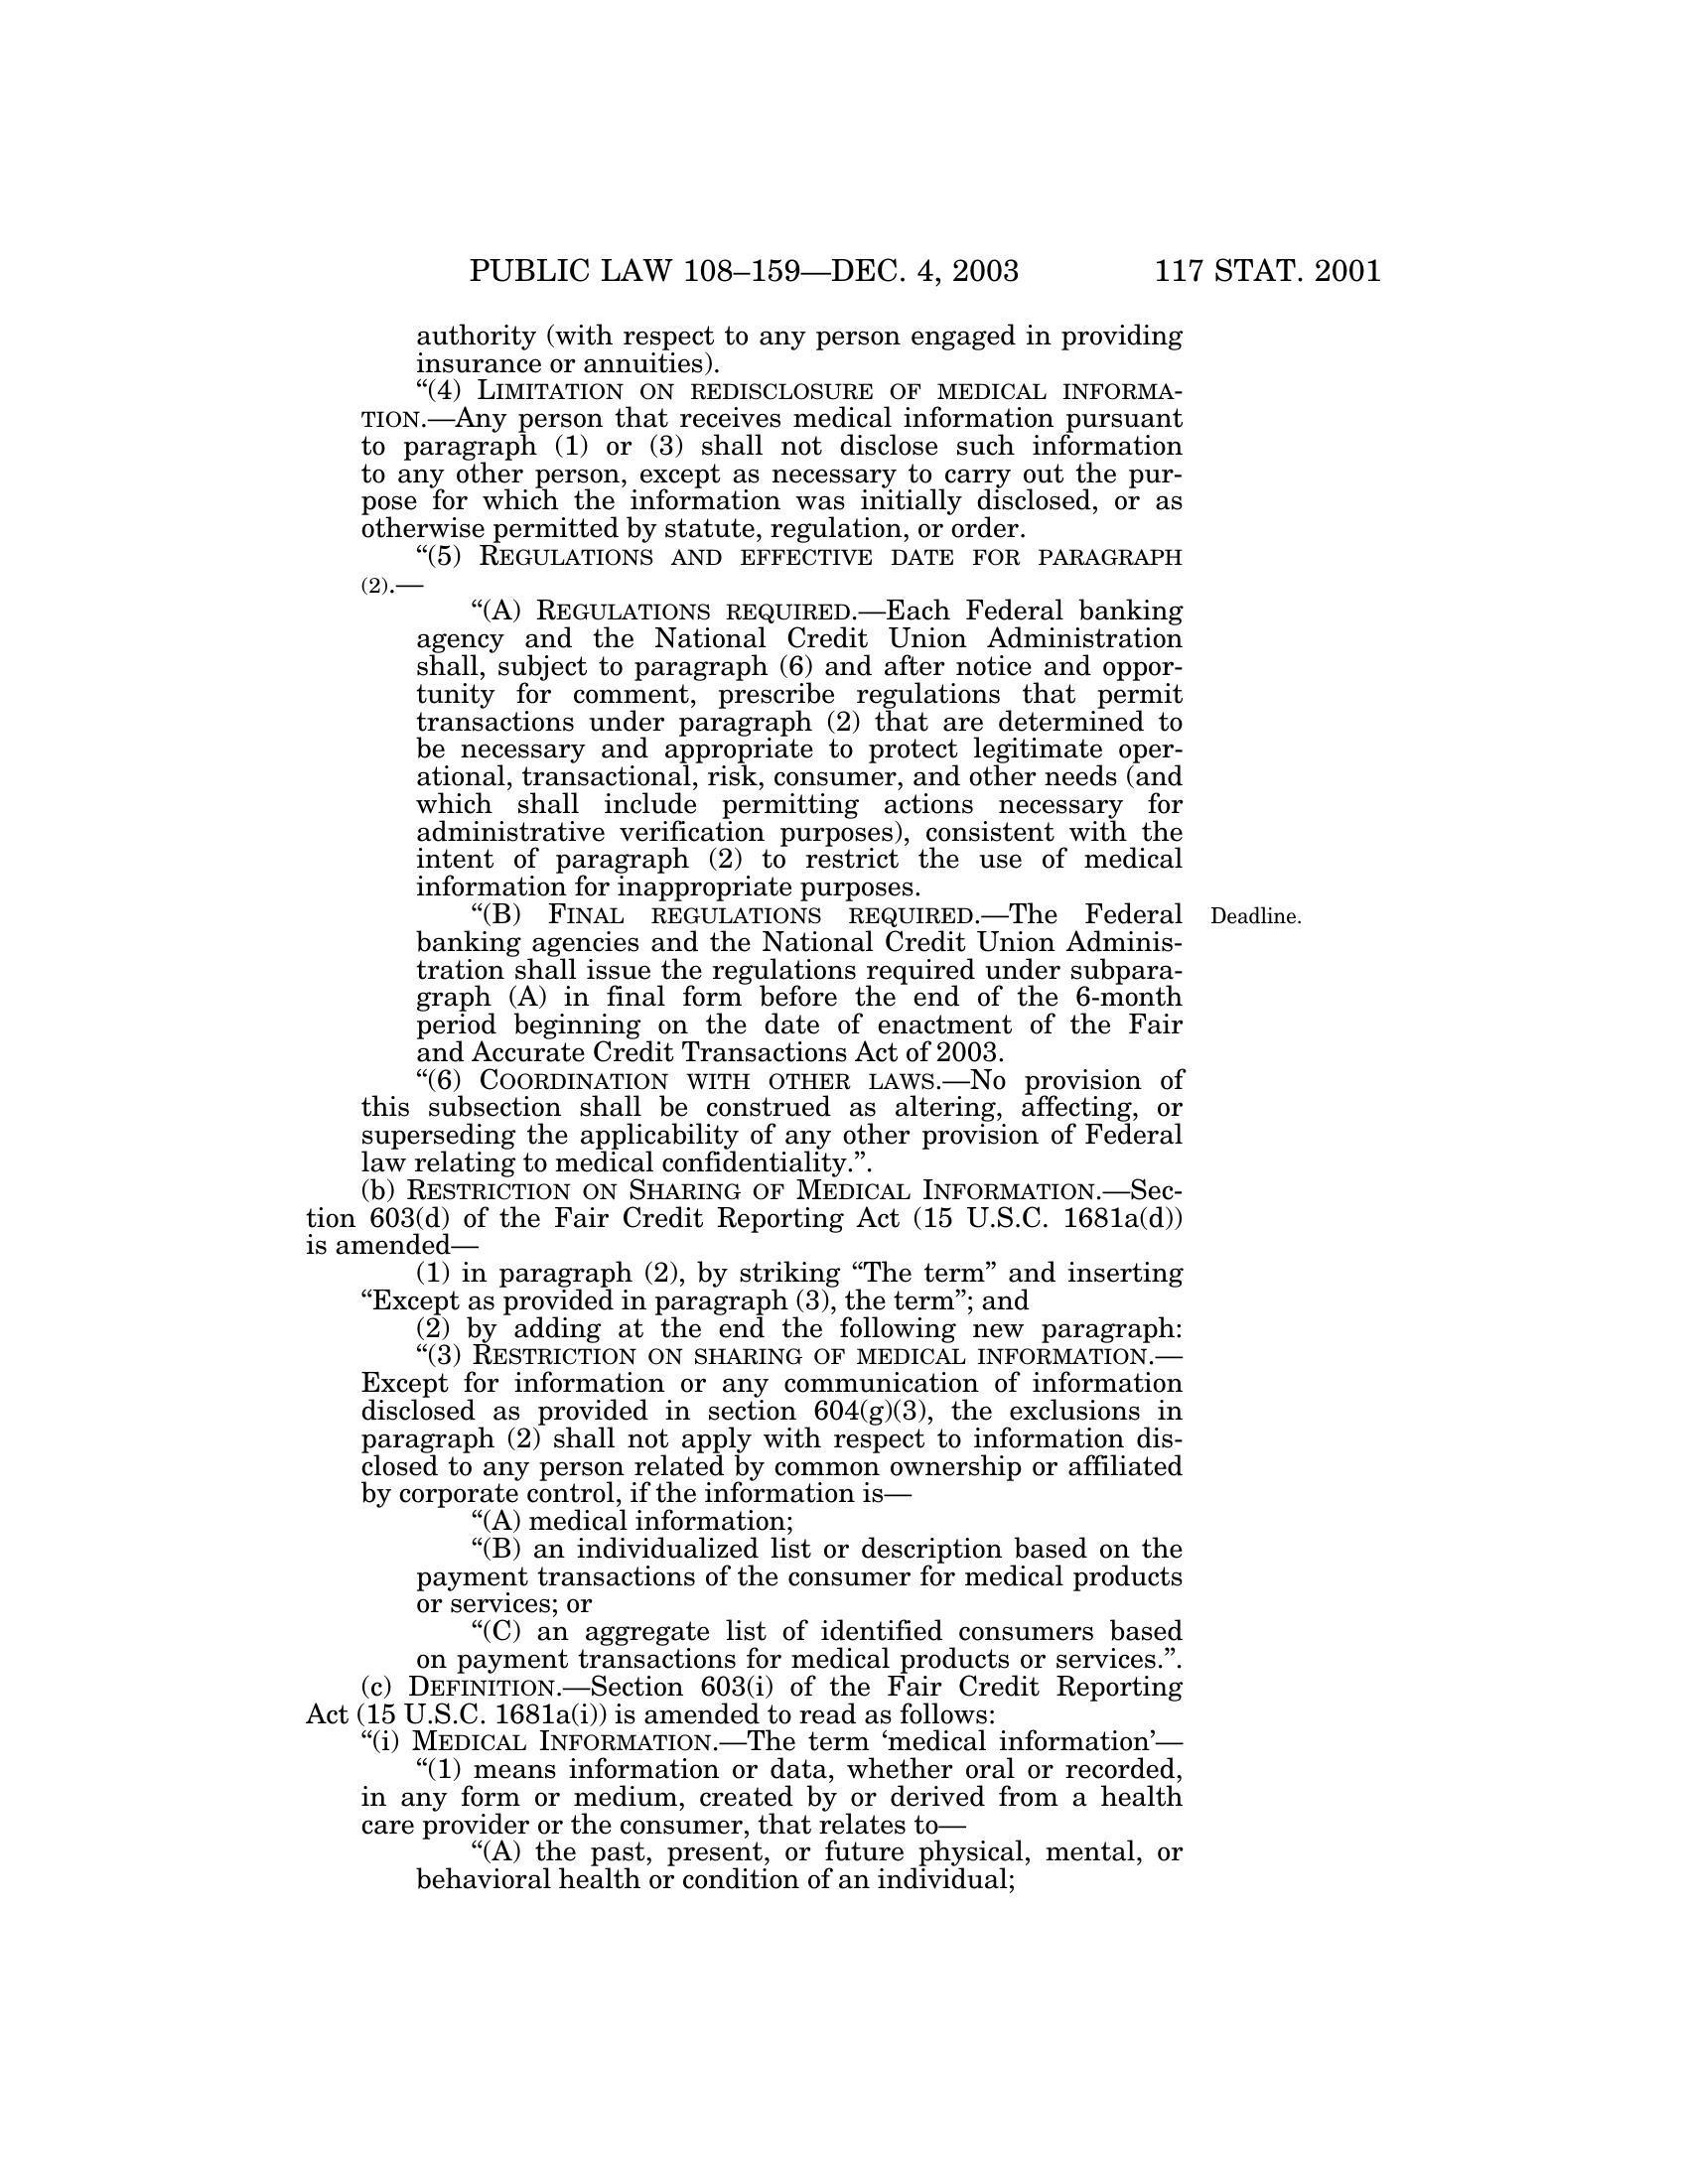 PUBLIC LAW 108–159—DEC. 4, 2003 117 STAT. 2001
authority (with respect to any person engaged in providing
insurance or annuities).
“(4) LIMITATION ON REDISCLOSURE OF MEDICAL INFORMA-
TION.—Any person that receives medical information pursuant
to paragraph (1) or (3) shall not disclose such information
to any other person, except as necessary to carry out the pur-
pose for which the information was initially disclosed, or as
otherwise permitted by statute, regulation, or order.
“(5) REGULATIONS AND EFFECTIVE DATE FOR PARAGRAPH
(2).—
“(A) REGULATIONS REQUIRED.—Each Federal banking
agency and the National Credit Union Administration
shall, subject to paragraph (6) and after notice and oppor-
tunity for comment, prescribe regulations that permit
transactions under paragraph (2) that are determined to
be necessary and appropriate to protect legitimate oper-
ational, transactional, risk, consumer, and other needs (and
which shall include permitting actions necessary for
administrative verification purposes), consistent with the
intent of paragraph (2) to restrict the use of medical
information for inappropriate purposes.
“(B) FINAL REGULATIONS REQUIRED.—The Federal Deadline.
banking agencies and the National Credit Union Adminis-
tration shall issue the regulations required under subpara-
graph (A) in final form before the end of the 6-month
period beginning on the date of enactment of the Fair
and Accurate Credit Transactions Act of 2003.
“(6) COORDINATION WITH OTHER LAWS.—No provision of
this subsection shall be construed as altering, affecting, or
superseding the applicability of any other provision of Federal
law relating to medical confidentiality.”.
(b) RESTRICTION ON SHARING OF MEDICAL INFORMATION.—Sec-
tion 603(d) of the Fair Credit Reporting Act (15 U.S.C. 1681a(d))
is amended—
(1) in paragraph (2), by striking “The term” and inserting
“Except as provided in paragraph (3), the term”; and
(2) by adding at the end the following new paragraph:
“(3) RESTRICTION ON SHARING OF MEDICAL INFORMATION.—
Except for information or any communication of information
disclosed as provided in section 604(g)(3), the exclusions in
paragraph (2) shall not apply with respect to information dis-
closed to any person related by common ownership or affiliated
by corporate control, if the information is—
“(A) medical information;
“(B) an individualized list or description based on the
payment transactions of the consumer for medical products
or services; or
“(C) an aggregate list of identified consumers based
on payment transactions for medical products or services.”.
(c) DEFINITION.—Section 603(i) of the Fair Credit Reporting
Act (15 U.S.C. 1681a(i)) is amended to read as follows:
“(i) MEDICAL INFORMATION.—The term ‘medical information’—
“(1) means information or data, whether oral or recorded,
in any form or medium, created by or derived from a health
care provider or the consumer, that relates to—
“(A) the past, present, or future physical, mental, or
behavioral health or condition of an individual;